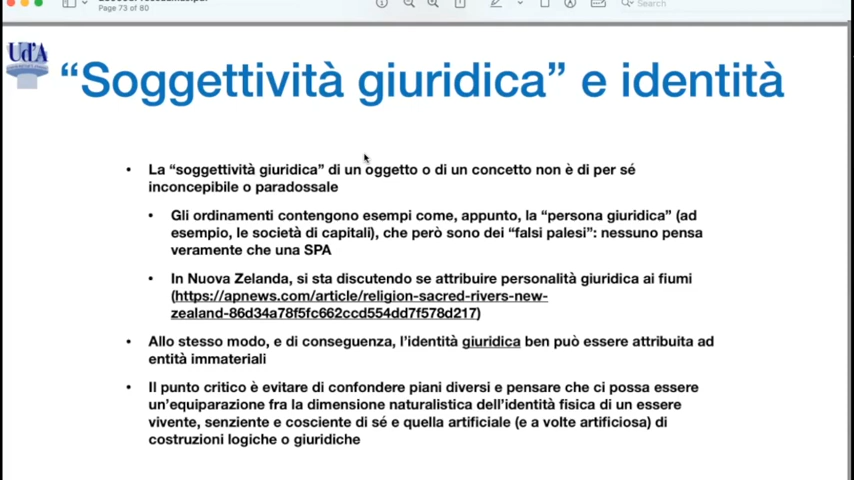 Page 73 of 80
Search
Ud'A
“Soggettività giuridica” e identità
• La “soggettività giuridica” di un oggetto o di un concetto non è di per sé
inconcepibile o paradossale
• Gli ordinamenti contengono esempi come, appunto, la “persona giuridica” (ad
esempio, le società di capitali), che però sono dei “falsi palesi”: nessuno pensa
veramente che una SPA
• In Nuova Zelanda, si sta discutendo se attribuire personalità giuridica ai fiumi
(https://apnews.com/article/religion-sacred-rivers-new-
zealand-86d34a78f5fc662ccd554dd7f578d217)
• Allo stesso modo, e di conseguenza, l’identità giuridica ben può essere attribuita ad
entità immateriali
• Il punto critico è evitare di confondere piani diversi e pensare che ci possa essere
un’equiparazione fra la dimensione naturalistica dell’identità fisica di un essere
vivente, senziente e cosciente di sé e quella artificiale (e a volte artificiosa) di
costruzioni logiche o giuridiche